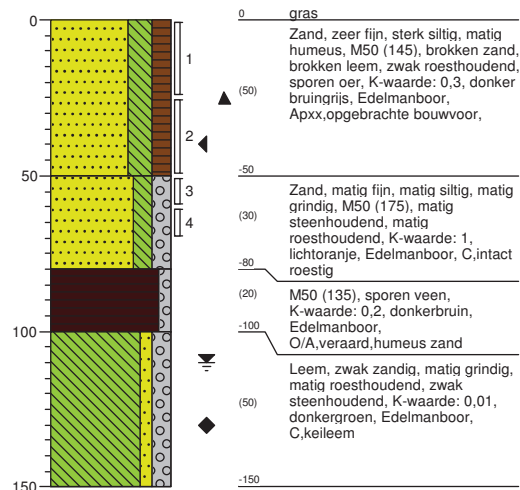 0 gras
Zand, zeer fijn, sterk siltig, matig
humeus, M50 (145), brokken zand,
brokken leem, zwak roesthoudend,
(50) sporen oer, K-waarde: 0,3, donker
bruingrijs, Edelmanboor,
Apxx,opgebrachte bouwvoor,
1
2
50
-50
Zand, matig fijn, matig siltig, matig
grindig, M50 (175), matig
(30) steenhoudend, matig
roesthoudend, K-waarde: 1,
lichtoranje, Edelmanboor, C,intact
roestig
3
4
-80
(20) M50 (135), sporen veen,
K-waarde: 0,2, donkerbruin,
Edelmanboor,
O/A,veraard,humeus zand
100
-100
Leem, zwak zandig, matig grindig,
matig roesthoudend, zwak
steenhoudend, K-waarde: 0,01,
(50) donkergroen, Edelmanboor,
C,keileem
150
-150